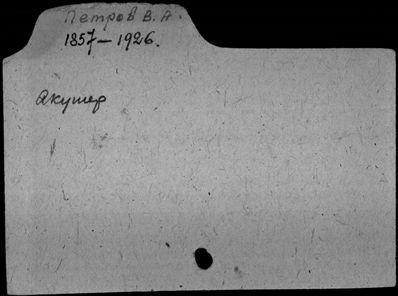 Петров В. А.
1857—1926.
акушер